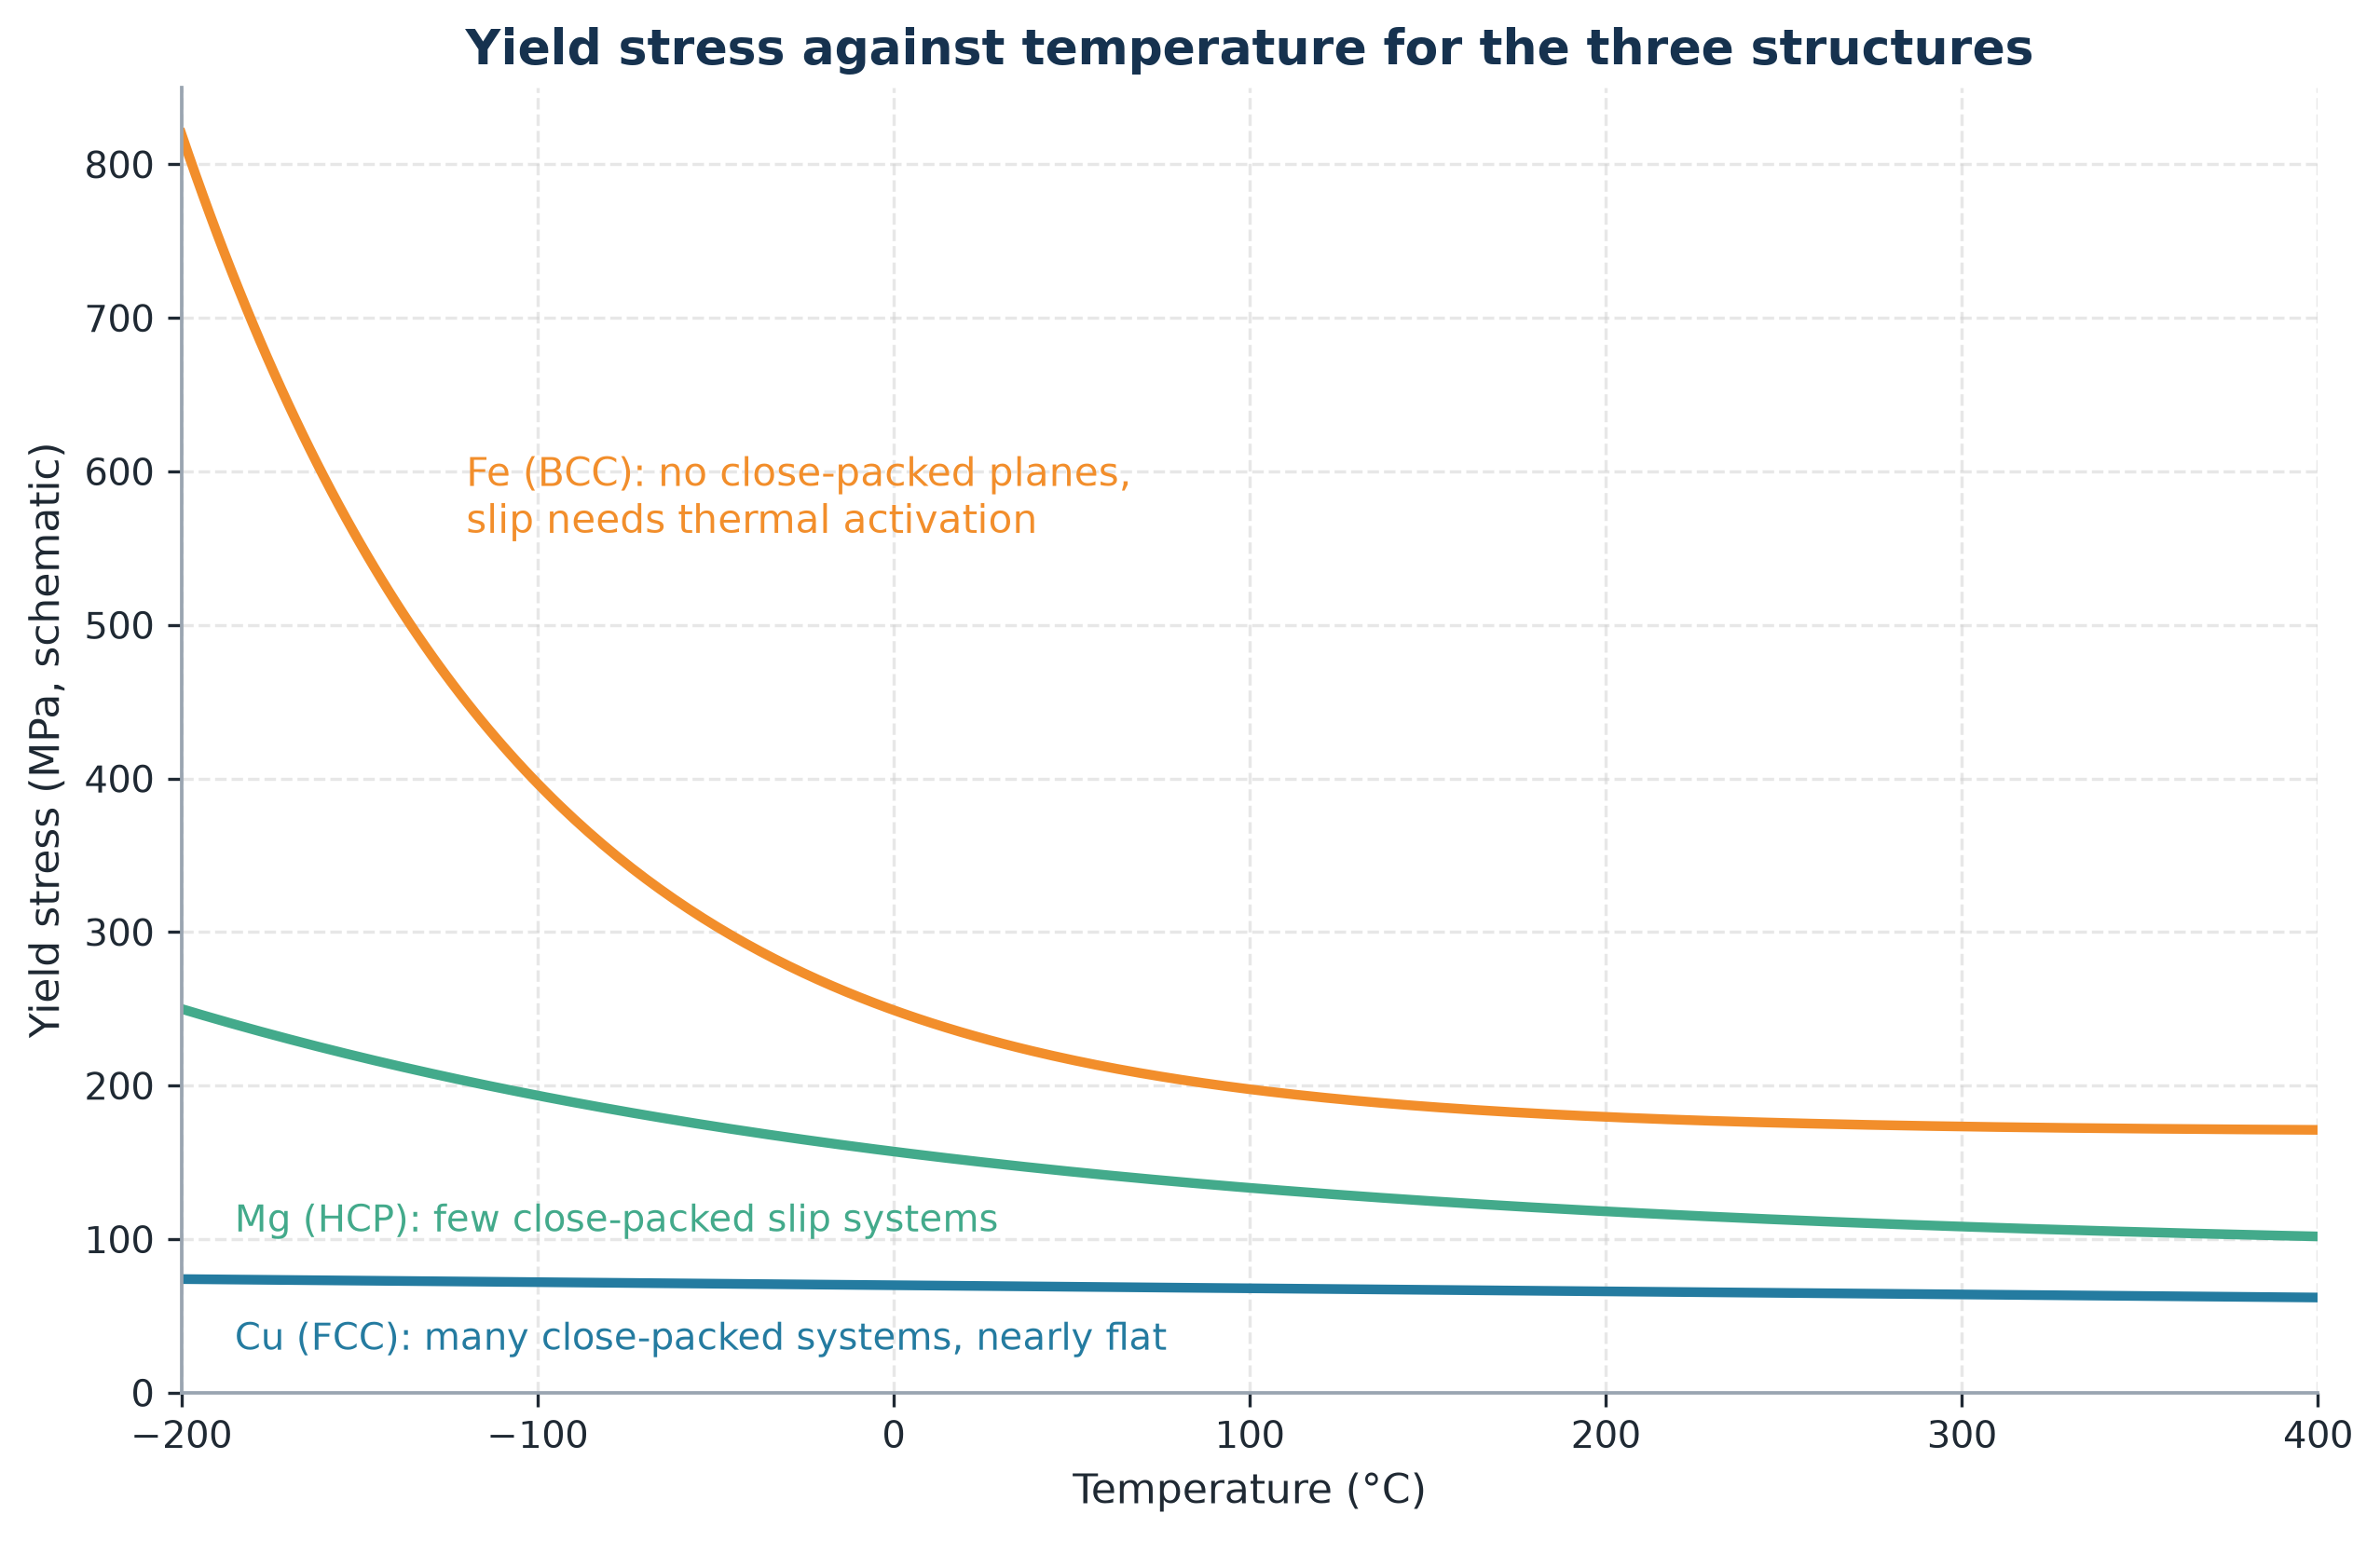 Yield stress against temperature for the three structures
Yield stress (MPa, schematic)
800
700
600
500
400
300
200
100
0
Fe (BCC): no close-packed planes,
slip needs thermal activation
Mg (HCP): few close-packed slip systems
Cu (FCC): many close-packed systems, nearly flat
−200
−100
0
100
200
300
400
Temperature (°C)